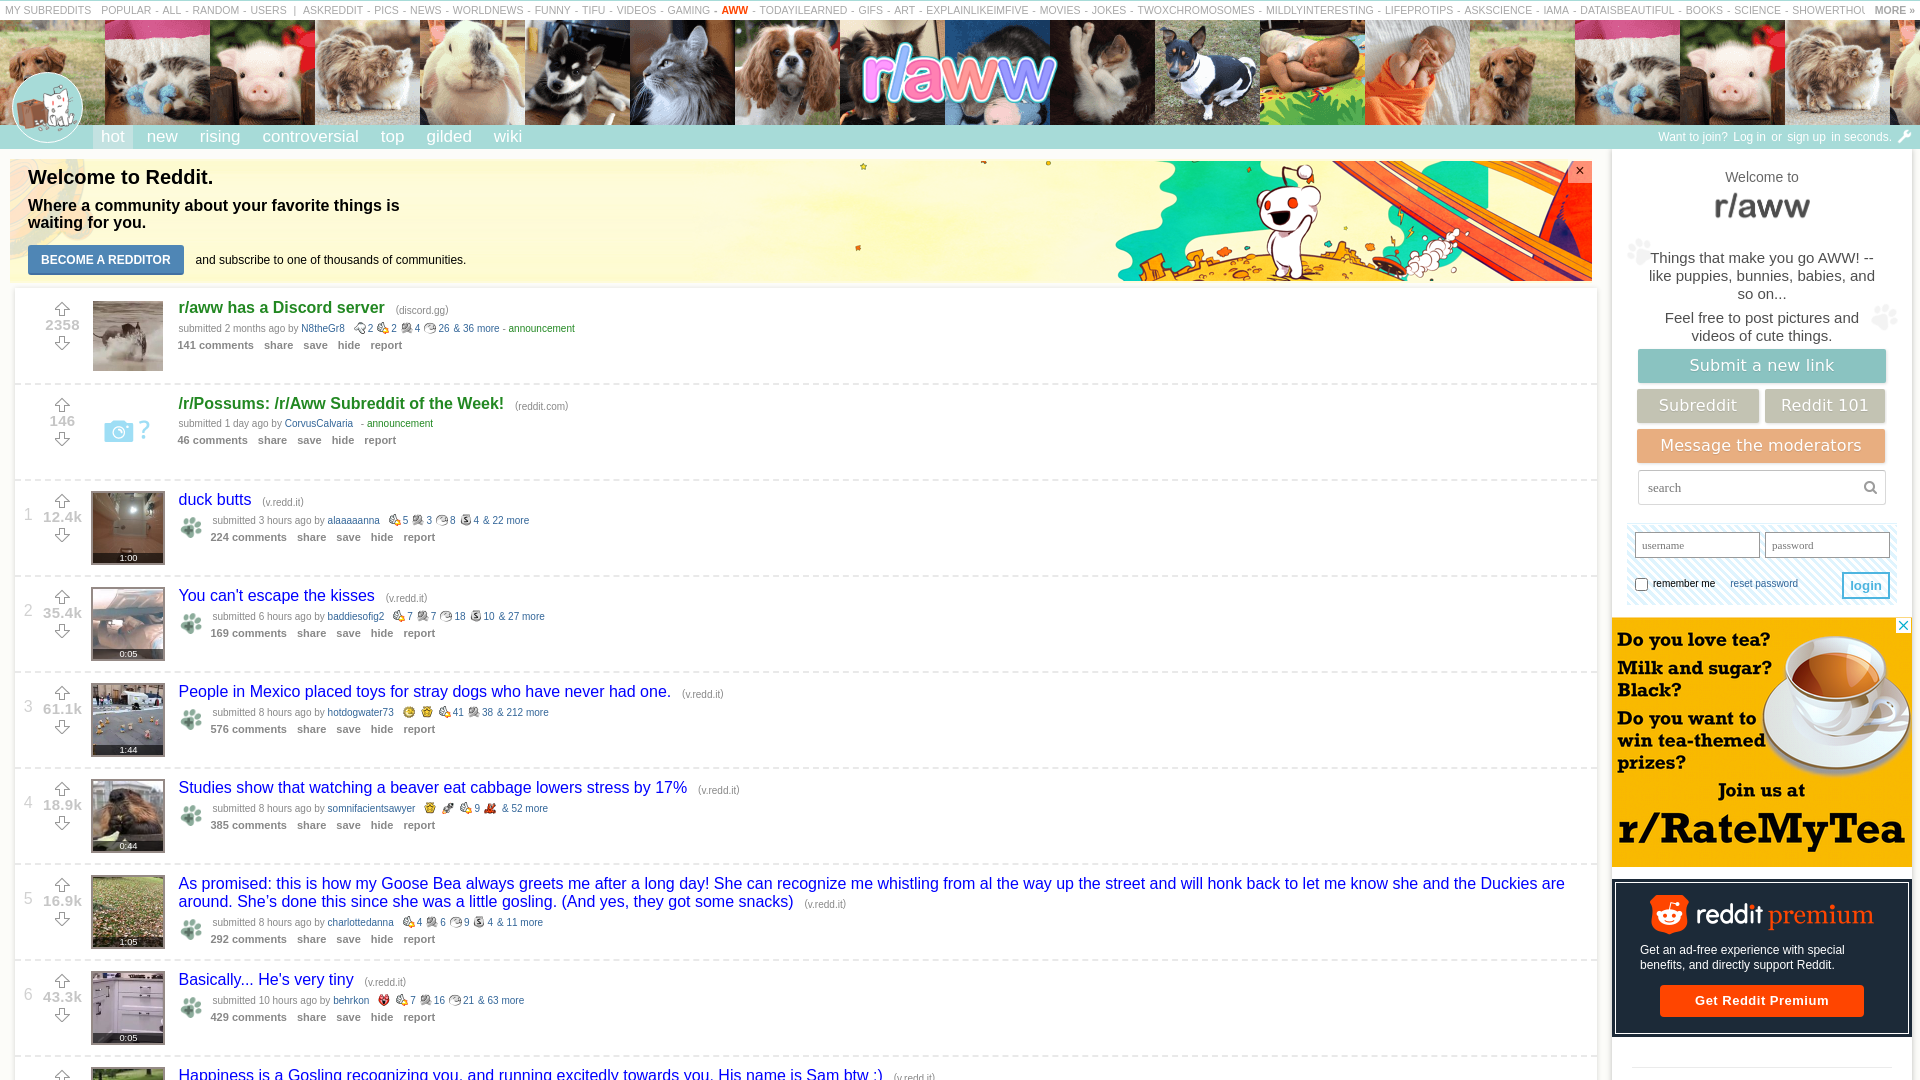 MY SUBREDDITS POPULAR - ALL - RANDOM - USERS | ASKREDDIT - PICS - NEWS - WORLDNEWS - FUNNY - TIFU - VIDEOS - GAMING - AWW - TODAYILEARNED - GIFS - ART - EXPLAINLIKEIMFIVE - MOVIES - JOKES - TWOXCHROMOSOMES - MILDLYINTERESTING - LIFEPROTIPS - ASKSCIENCE - IAMA - DATAISBEAUTIFUL - BOOKS - SCIENCE - SHOWERTHOU MORE »
r/aww
hot new rising controversial top gilded wiki
Want to join? Log in or sign up in seconds.
Welcome to Reddit.
Where a community about your favorite things is
waiting for you.
BECOME A REDDITOR and subscribe to one of thousands of communities.
×
2358
r/aww has a Discord server (discord.gg)
submitted 2 months ago by N8theGr8 2 2 4 26 & 36 more - announcement
141 comments share save hide report
146
?
/r/Possums: /r/Aww Subreddit of the Week! (reddit.com)
submitted 1 day ago by CorvusCalvaria - announcement
46 comments share save hide report
1
12.4k
1:00
duck butts (v.redd.it)
submitted 3 hours ago by alaaaaanna 5 3 8 4 & 22 more
224 comments share save hide report
2
35.4k
0:05
You can't escape the kisses (v.redd.it)
submitted 6 hours ago by baddiesofig2 7 7 18 10 & 27 more
169 comments share save hide report
3
61.1k
1:44
People in Mexico placed toys for stray dogs who have never had one. (v.redd.it)
submitted 8 hours ago by hotdogwater73 41 38 & 212 more
576 comments share save hide report
4
18.9k
0:44
Studies show that watching a beaver eat cabbage lowers stress by 17% (v.redd.it)
submitted 8 hours ago by somnifacientsawyer 9 & 52 more
385 comments share save hide report
5
16.9k
1:05
As promised: this is how my Goose Bea always greets me after a long day! She can recognize me whistling from al the way up the street and will honk back to let me know she and the Duckies are
around. She’s done this since she was a little gosling. (And yes, they got some snacks) (v.redd.it)
submitted 8 hours ago by charlottedanna 4 6 9 4 & 11 more
292 comments share save hide report
6
43.3k
0:05
Basically... He's very tiny (v.redd.it)
submitted 10 hours ago by behrkon 7 16 21 & 63 more
429 comments share save hide report
Happiness is a Gosling recognizing you, and running excitedly towards you. His name is Sam btw :) (v.redd.it)
Welcome to
r/aww
Things that make you go AWW! --
like puppies, bunnies, babies, and
so on...
Feel free to post pictures and
videos of cute things.
Submit a new link
Subreddit Reddit 101
Message the moderators
search
username password
remember me reset password login
Do you love tea?
Milk and sugar?
Black?
Do you want to
win tea-themed
prizes?
Join us at
r/RateMyTea
reddit premium
Get an ad-free experience with special
benefits, and directly support Reddit.
Get Reddit Premium